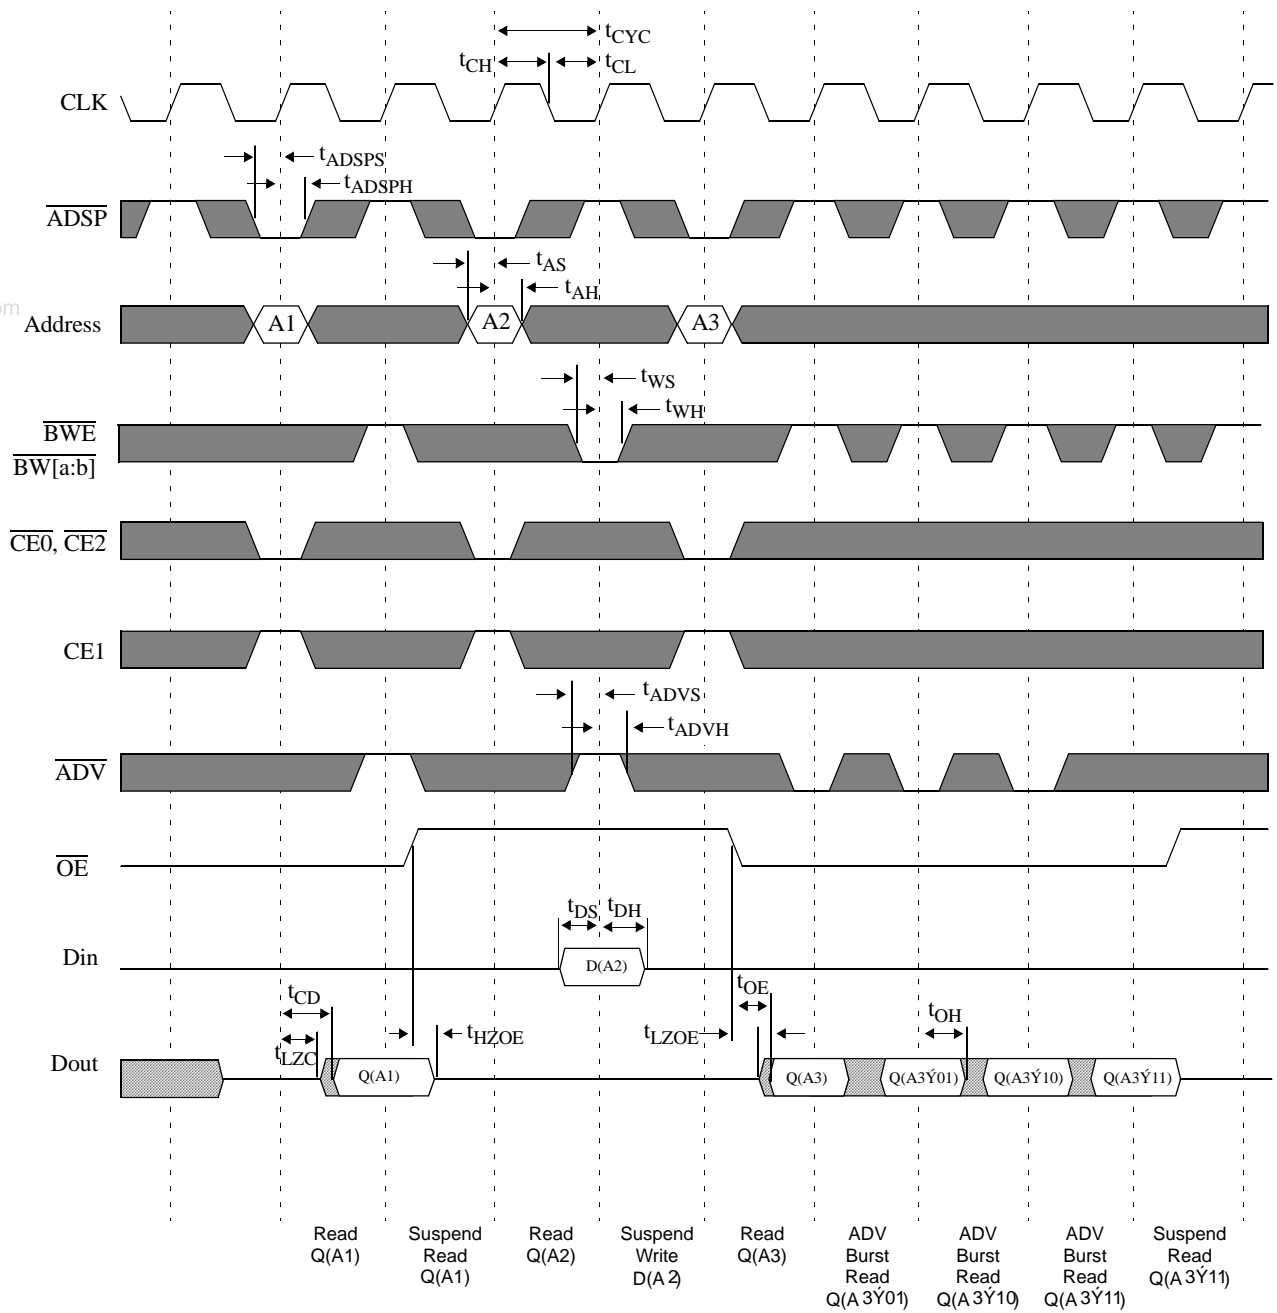 tCYC
tCH
tCL
CLK
tADSPS
tADSPH
ADSP
tAS
tAH
om
Address
A1
A2
A3
tWS
tWH
BWE
BW[a:b]
CE0, CE2
CE1
tADVS
tADVH
ADV
OE
tDS
tDH
Din
D(A2)
tCD
tOE
tOH
tLZC
tHZOE
tLZOE
Dout
Q(A1)
Q(A3)
Q(A3Ý01)
Q(A3Ý10)
Q(A3Ý11)
Read
Q(A1)
Suspend
Read
Q(A1)
Read
Q(A2)
Suspend
Write
D(A2)
Read
Q(A3)
ADV
Burst
Read
Q(A3Ý01)
ADV
Burst
Read
Q(A3Ý10)
ADV
Burst
Read
Q(A3Ý11)
Suspend
Read
Q(A3Ý11)